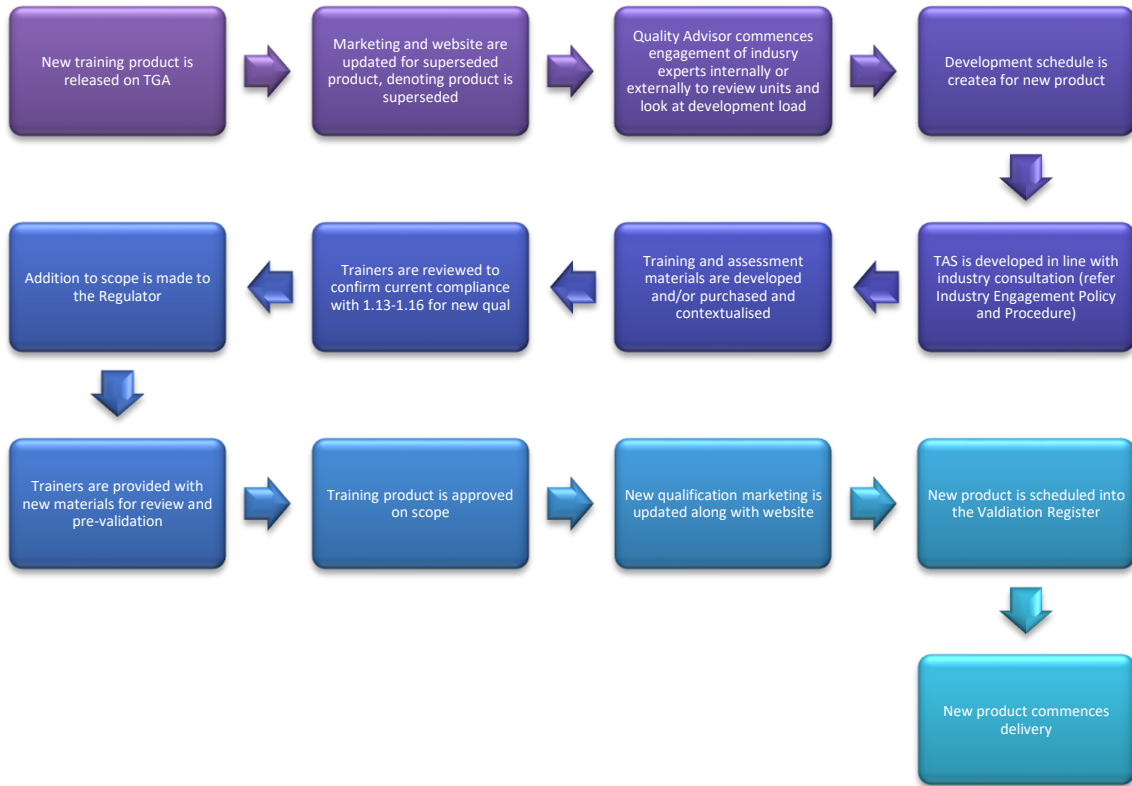 New training product is
released on TGA
Marketing and website are
updated for superseded
product, denoting product is
superseded
Quality Advisor commences
engagement of indusry
experts internally or
externally to review units and
look at development load
Development schedule is
createa for new product
TAS is developed in line with
industry consultation (refer
Industry Engagement Policy
and Procedure)
Training and assessment
materials are developed
and/or purchased and
contextualised
Trainers are reviewed to
confirm current compliance
with 1.13-1.16 for new qual
Addition to scope is made to
the Regulator
Trainers are provided with
new materials for review and
pre-validation
Training product is approved
on scope
New qualification marketing is
updated along with website
New product is scheduled into
the Valdiation Register
New product commences
delivery